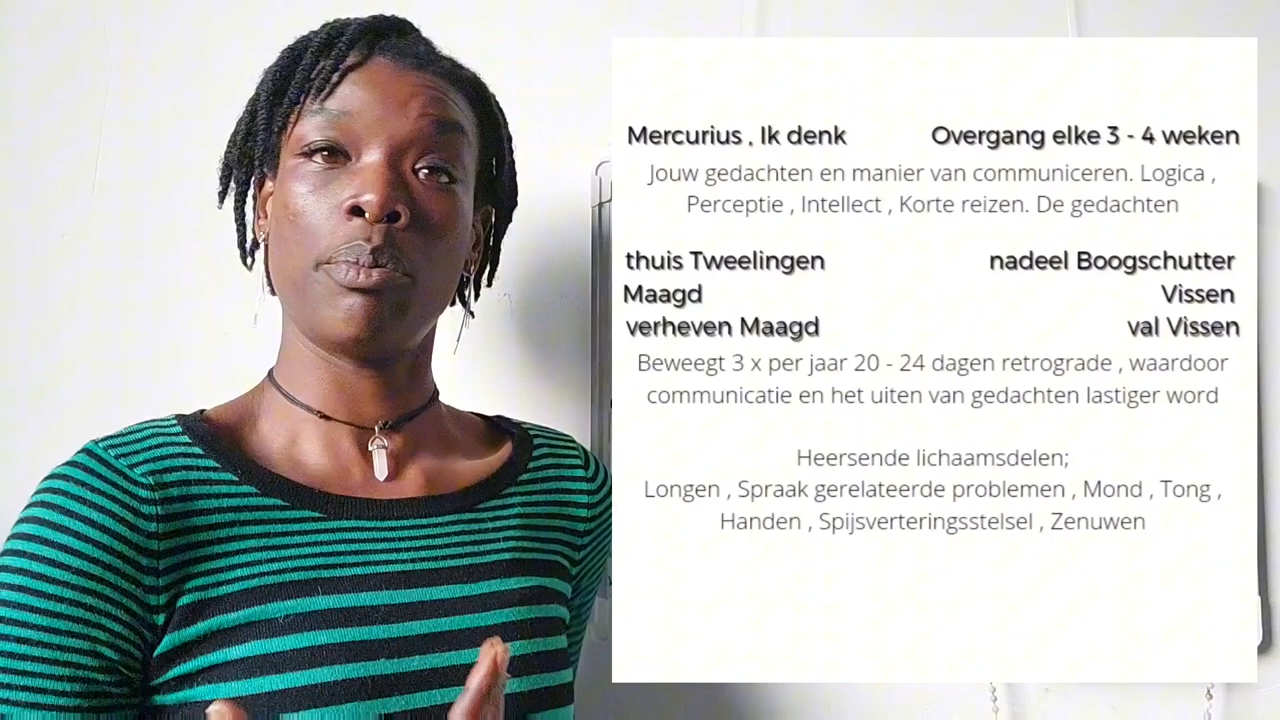 Mercurius , Ik denk Overgang elke 3 - 4 weken
Jouw gedachten en manier van communiceren. Logica ,
Perceptie , Intellect , Korte reizen. De gedachten
thuis Tweelingen nadeel Boogschutter
Maagd Vissen
verheven Maagd val Vissen
Beweegt 3 x per jaar 20 - 24 dagen retrograde , waardoor
communicatie en het uiten van gedachten lastiger word
Heersende lichaamsdelen;
Longen , Spraak gerelateerde problemen , Mond , Tong ,
Handen , Spijsverteringsstelsel , Zenuwen